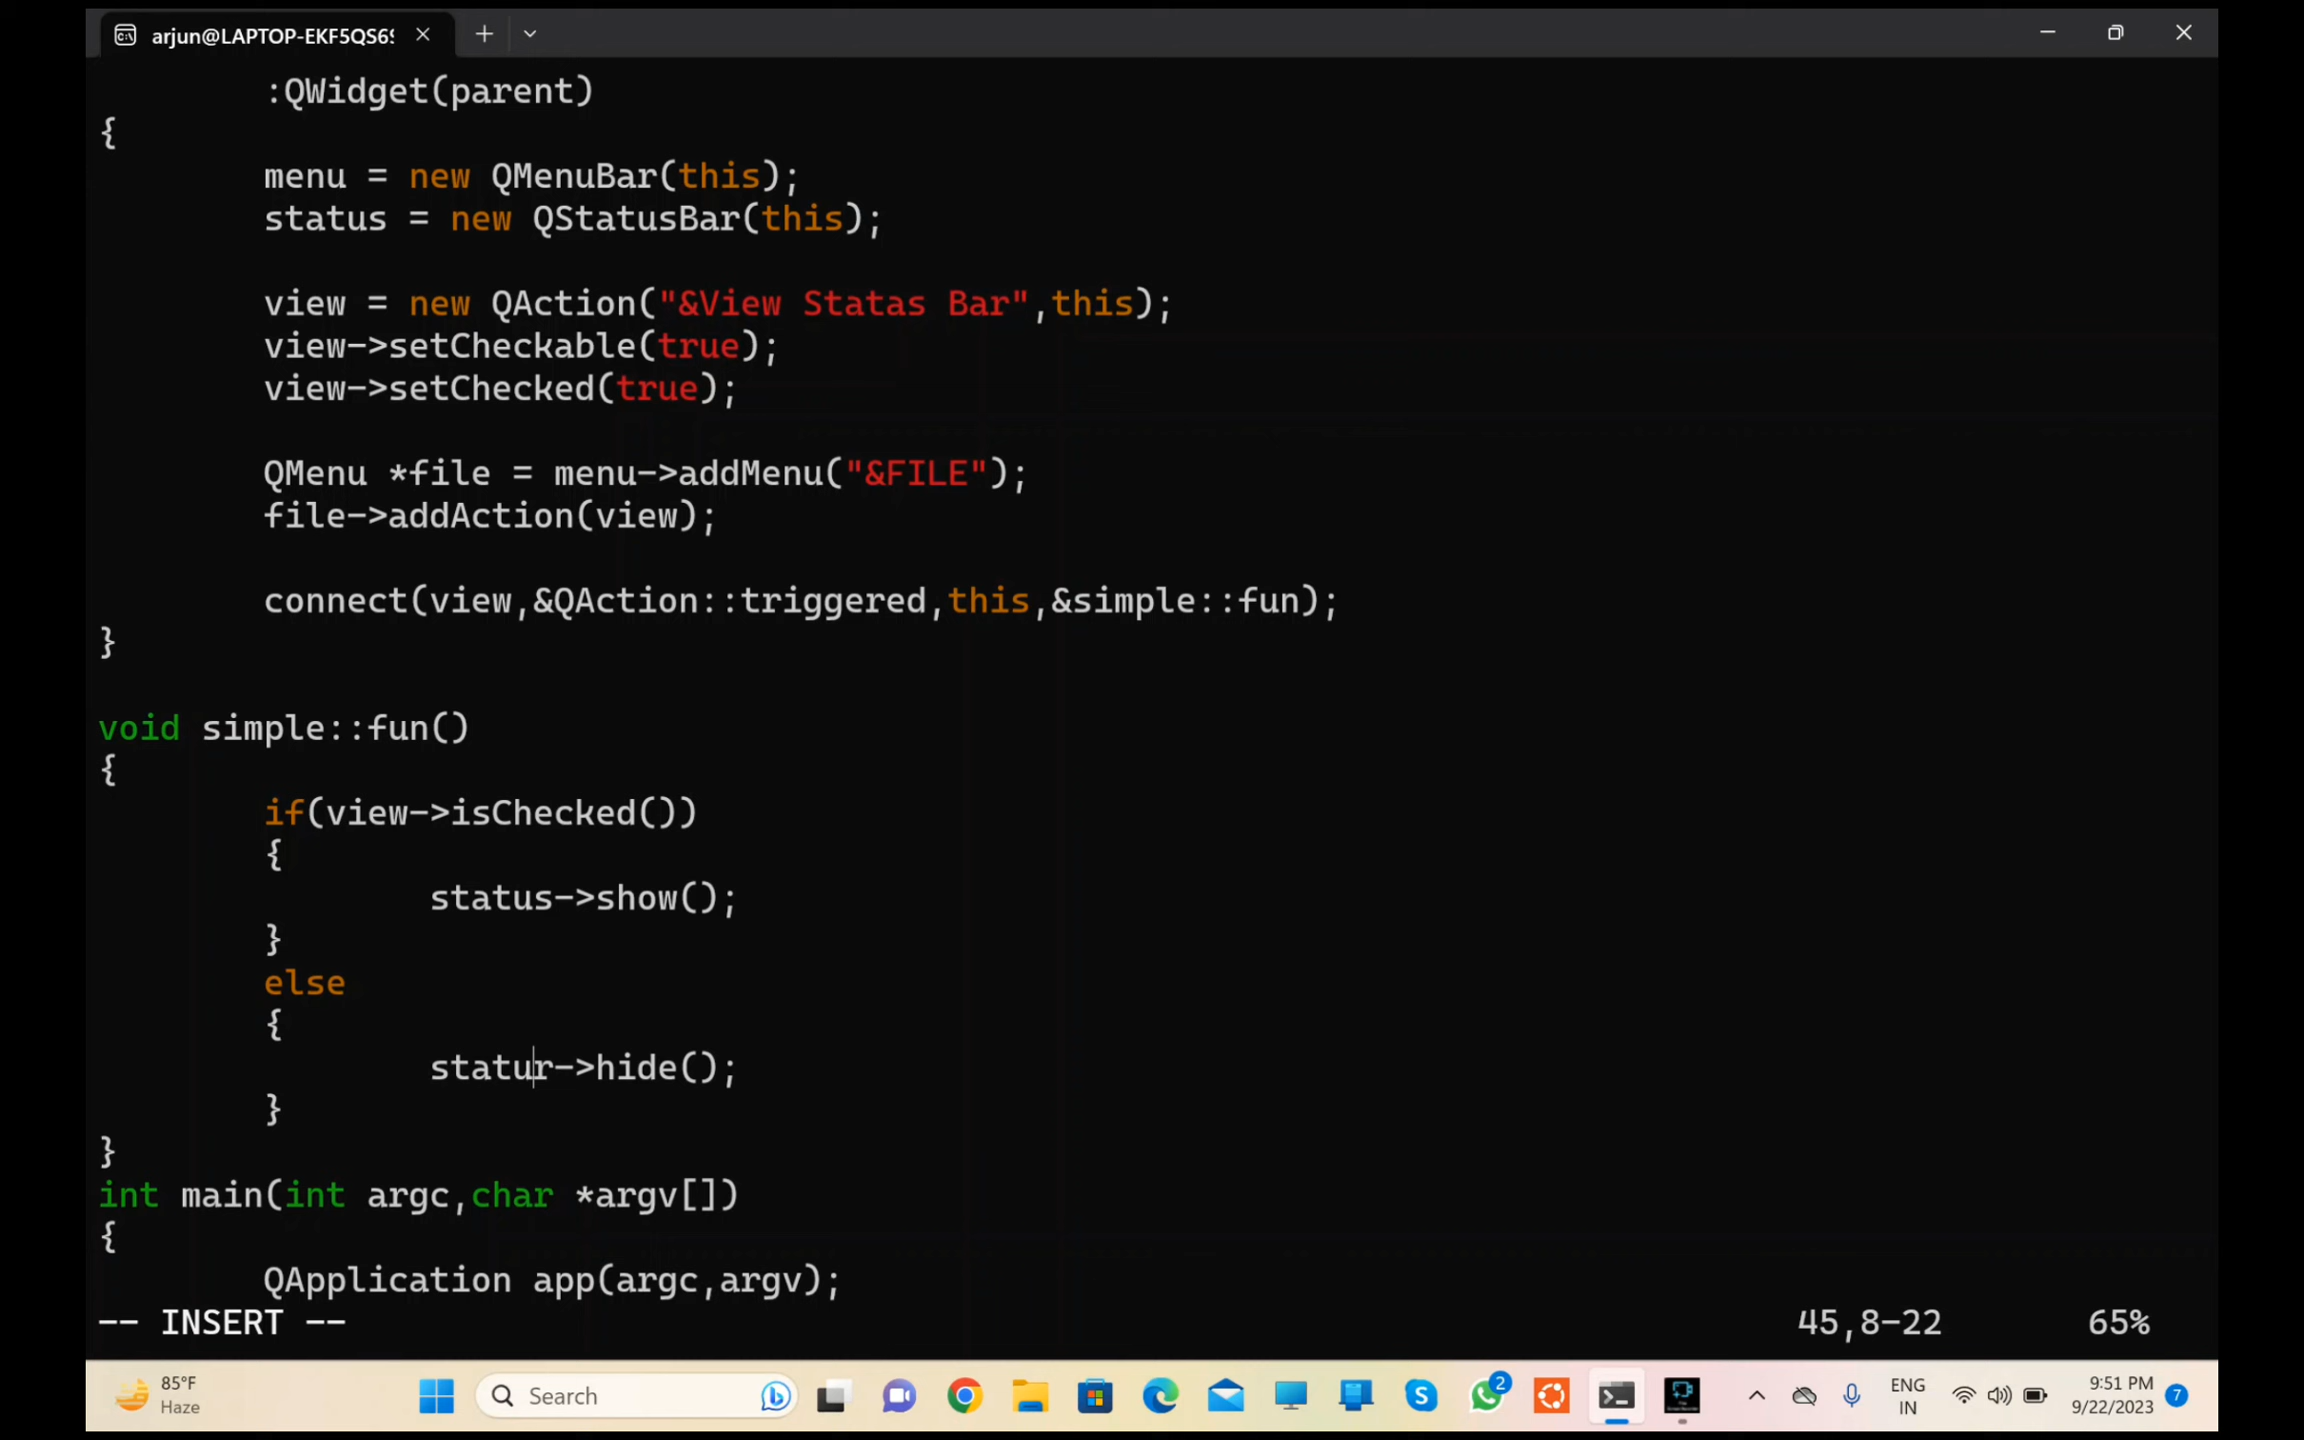 arjun@LAPTOP-EKF5QS6
:QWidget(parent)
{
menu = new QMenuBar(this);
status = new QStatusBar(this);
view = new QAction("&View Statas Bar",this);
view->setCheckable(true);
view->setChecked(true);
QMenu *file = menu->addMenu("&FILE");
file->addAction(view);
connect(view,&QAction::triggered,this,&simple::fun);
}
void simple::fun()
{
if(view->isChecked())
{
status->show();
}
else
{
statur->hide();
}
}
int main(int argc,char *argv[])
{
QApplication app(argc,argv);
-- INSERT -- 45,8-22 65%
85°F
Haze
Search
2
ENG
IN
9:51 PM
9/22/2023
7